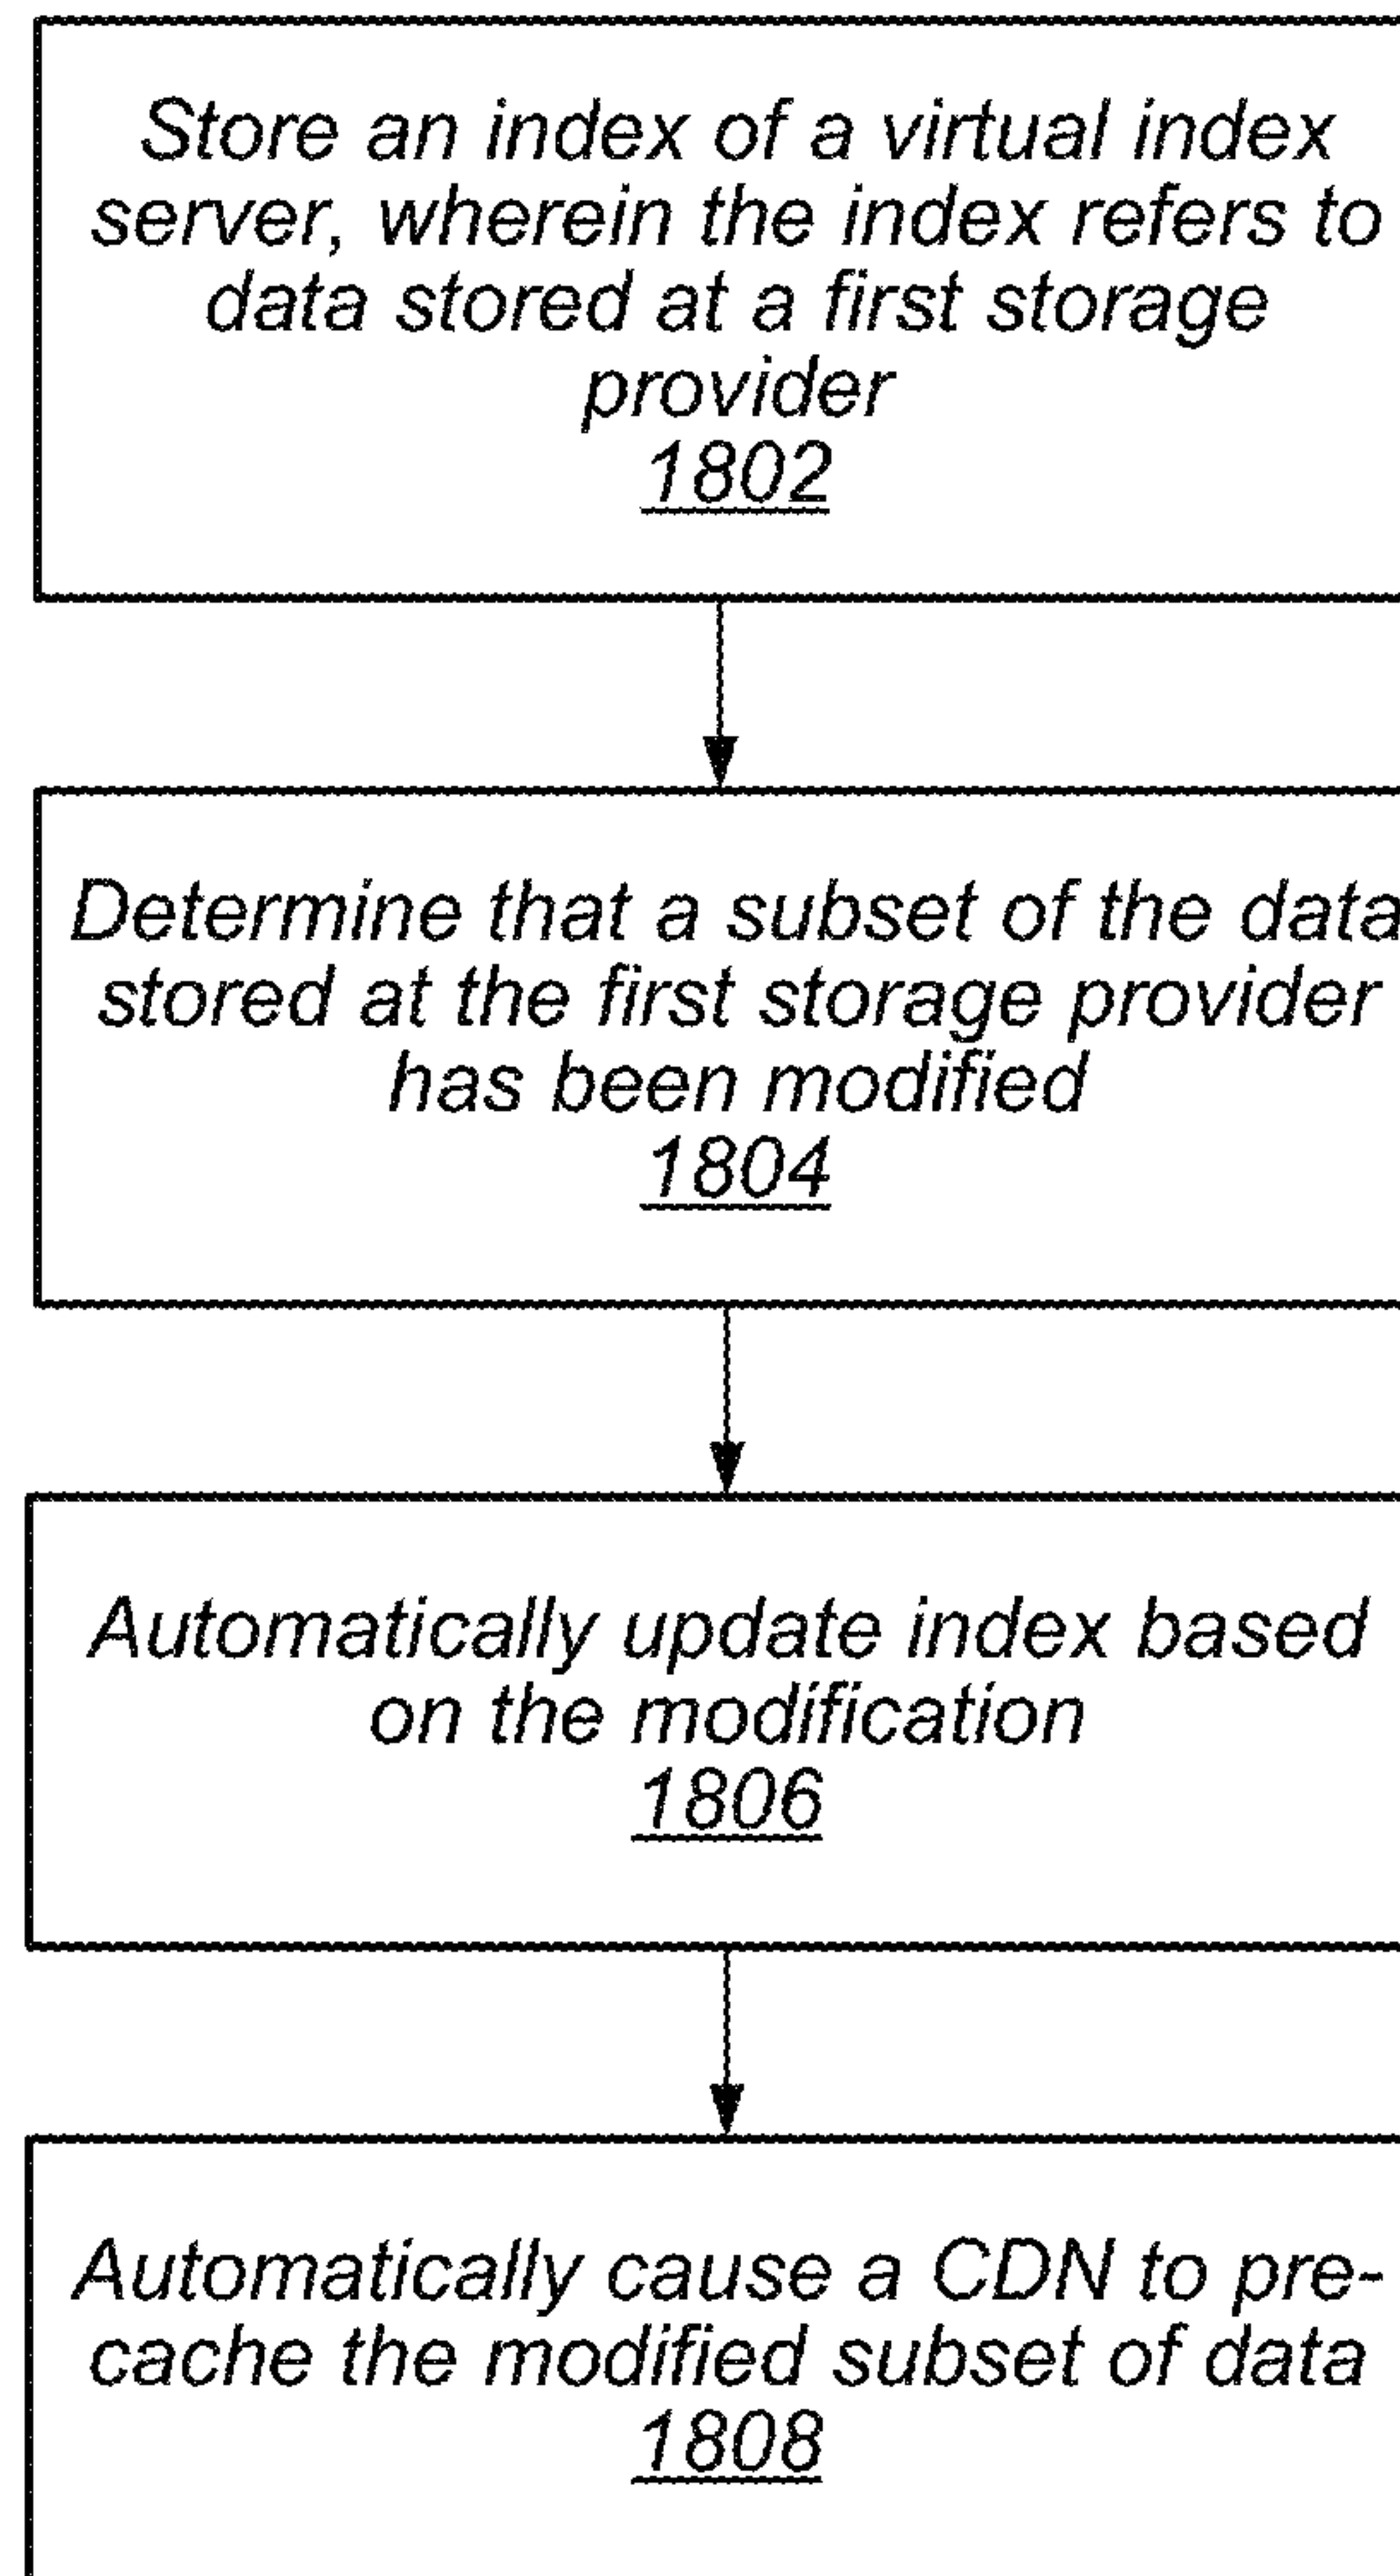 Store an index of a virtual index
server, wherein the index refers to
data stored at a first storage
provider
1802
Determine that a subset of the data
stored at the first storage provider
has been modified
1804
Automatically update index based
on the modification
1806
Automatically cause a CDN to pre-
cache the modified subset of data
1808